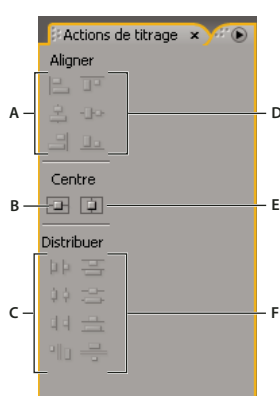 Actions de titrage x
Aligner
A
D
Centre
B
E
Distribuer
C
F